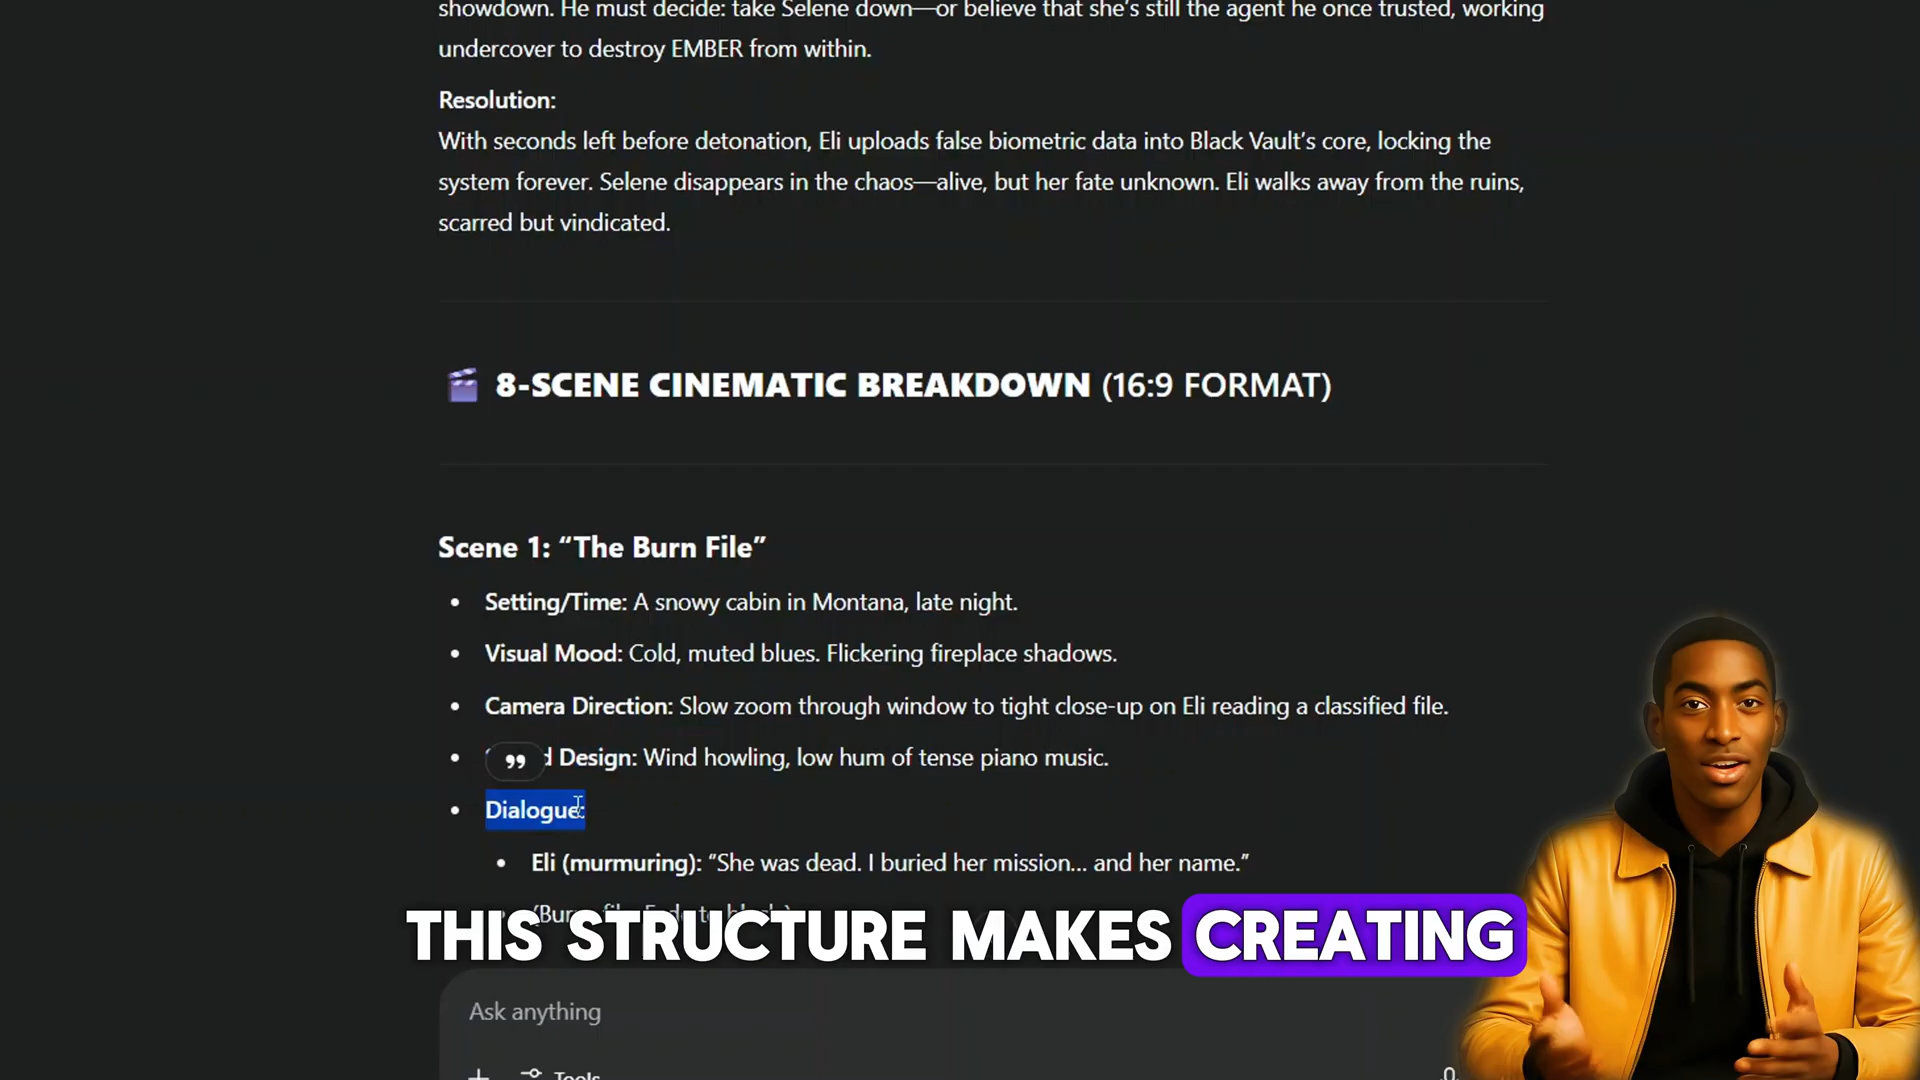 showdown. He must decide: take Selene down—or believe that she's still the agent he once trusted, working
undercover to destroy EMBER from within.
Resolution:
With seconds left before detonation, Eli uploads false biometric data into Black Vault's core, locking the
system forever. Selene disappears in the chaos—alive, but her fate unknown. Eli walks away from the ruins,
scarred but vindicated.
8-SCENE CINEMATIC BREAKDOWN (16:9 FORMAT)
Scene 1: “The Burn File”
• Setting/Time: A snowy cabin in Montana, late night.
• Visual Mood: Cold, muted blues. Flickering fireplace shadows.
• Camera Direction: Slow zoom through window to tight close-up on Eli reading a classified file.
• Design: Wind howling, low hum of tense piano music.
• Dialogue:
• Eli (murmuring): “She was dead. I buried her mission... and her name.”
THIS STRUCTURE MAKES CREATING
Ask anything
Tools